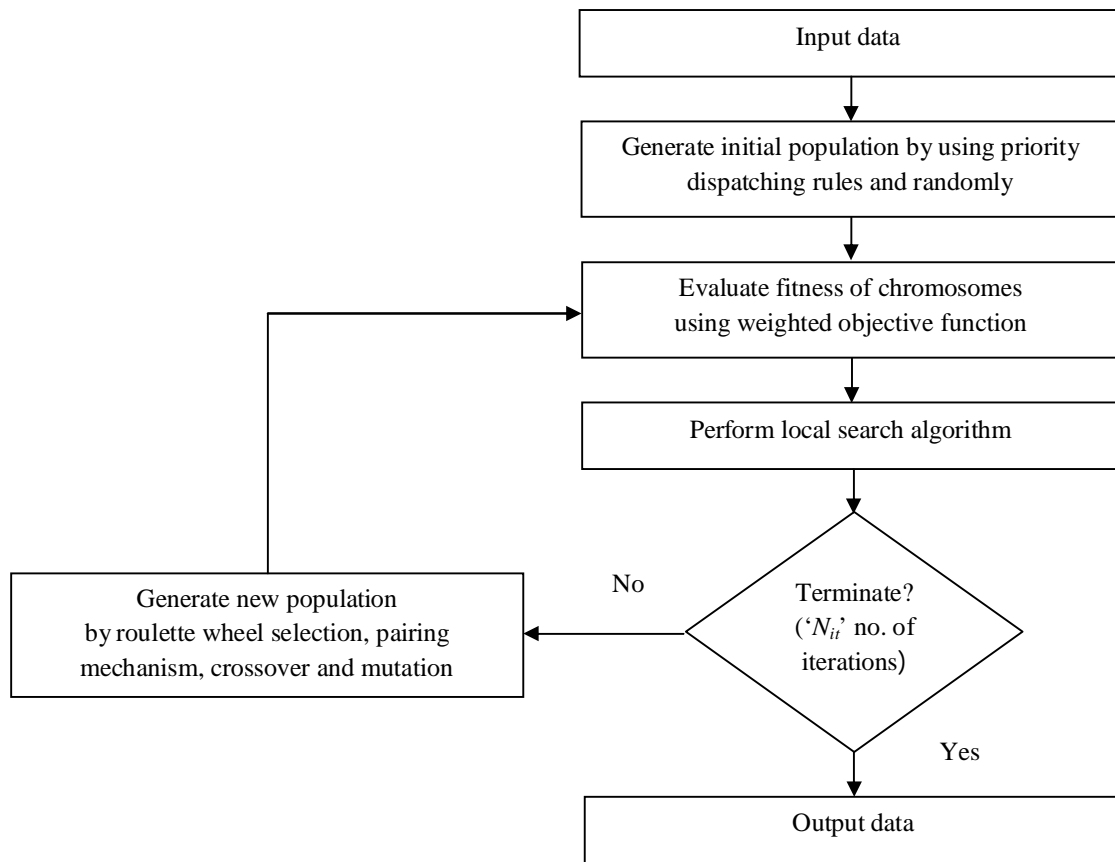 Input data
Generate initial population by using priority
dispatching rules and randomly
Evaluate fitness of chromosomes
using weighted objective function
Perform local search algorithm
No
Terminate?
(‘N_it’ no. of
iterations)
Generate new population
by roulette wheel selection, pairing
mechanism, crossover and mutation
Yes
Output data